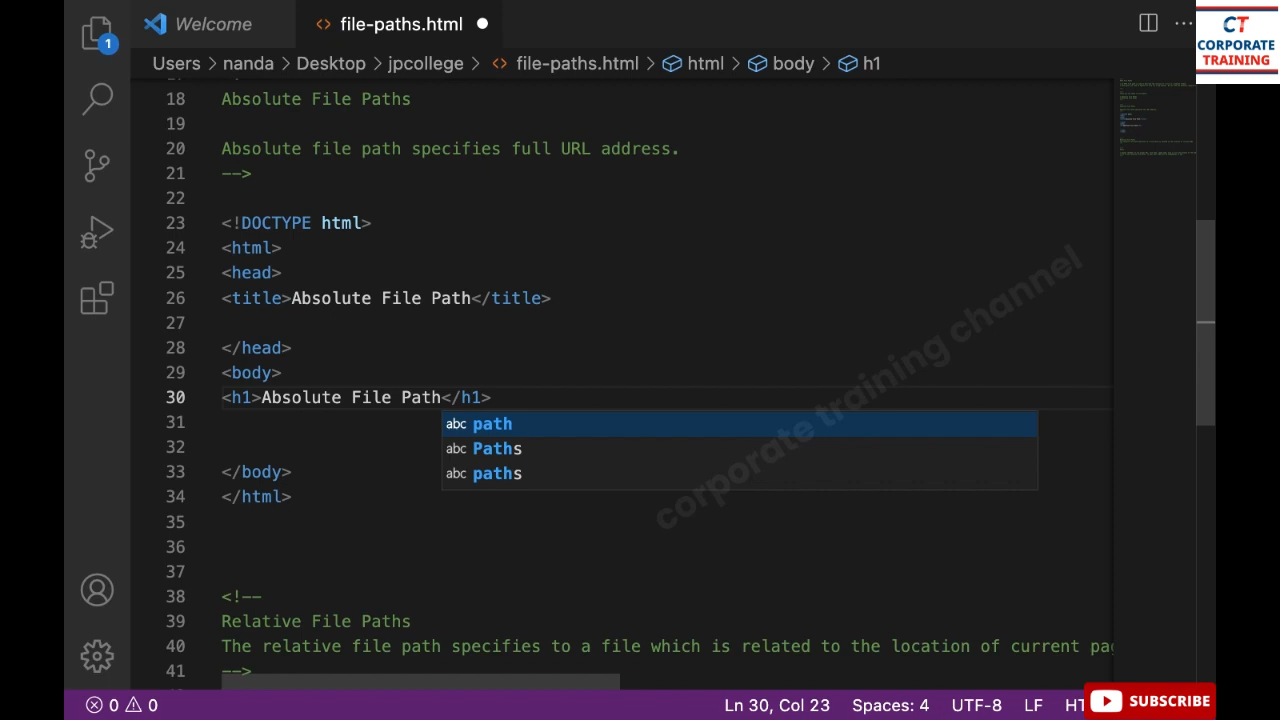 Welcome
<> file-paths.html
CT
CORPORATE
TRAINING
1
Users > nanda > Desktop > jpcollege > <> file-paths.html > html > body > h1
18 Absolute File Paths
19
20 Absolute file path specifies full URL address.
21 -->
22
23 <!DOCTYPE html>
24 <html>
25 <head>
26 <title>Absolute File Path</title>
27
28 </head>
29 <body>
30 <h1>Absolute File Path</h1>
31 abc path
32 abc Paths
33 </body> abc paths
34 </html>
35
36
37
38 <!--
39 Relative File Paths
40 The relative file path specifies to a file which is related to the location of current pag
41 -->
corporate training channel
0 0 Ln 30, Col 23 Spaces: 4 UTF-8 LF HT
SUBSCRIBE